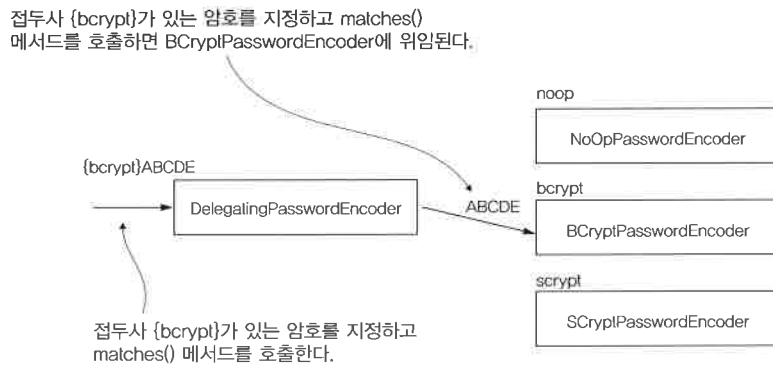 접두사 {bcrypt}가 있는 암호를 지정하고 matches()
메서드를 호출하면 BCryptPasswordEncoder에 위임된다.
noop
NoOpPasswordEncoder
{bcrypt}ABCDE
DelegatingPasswordEncoder
ABCDE
bcrypt
BCryptPasswordEncoder
scrypt
SCryptPasswordEncoder
접두사 {bcrypt}가 있는 암호를 지정하고
matches() 메서드를 호출한다.